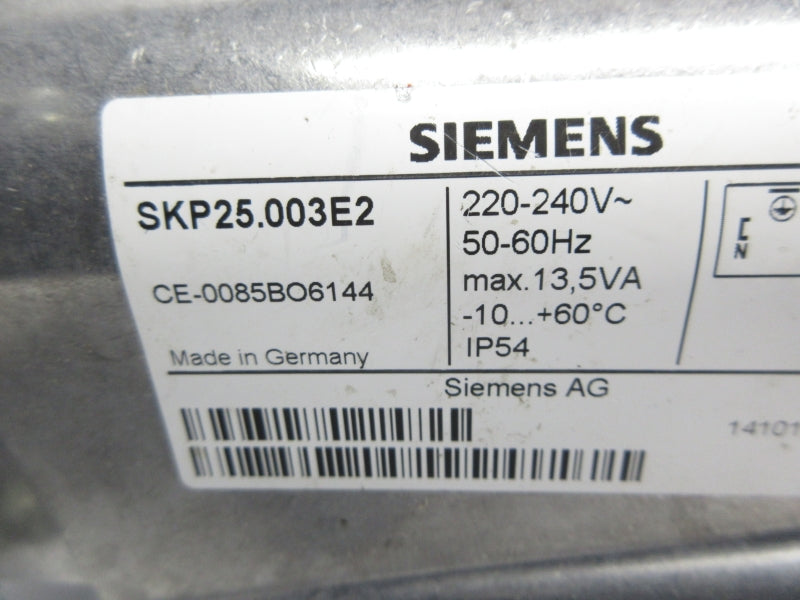 SIEMENS
SKP25.003E2
CE-0085BO6144
Made in Germany
220-240V~
50-60Hz
max.13,5VA
-10...+60°C
IP54
N
Siemens AG
14101